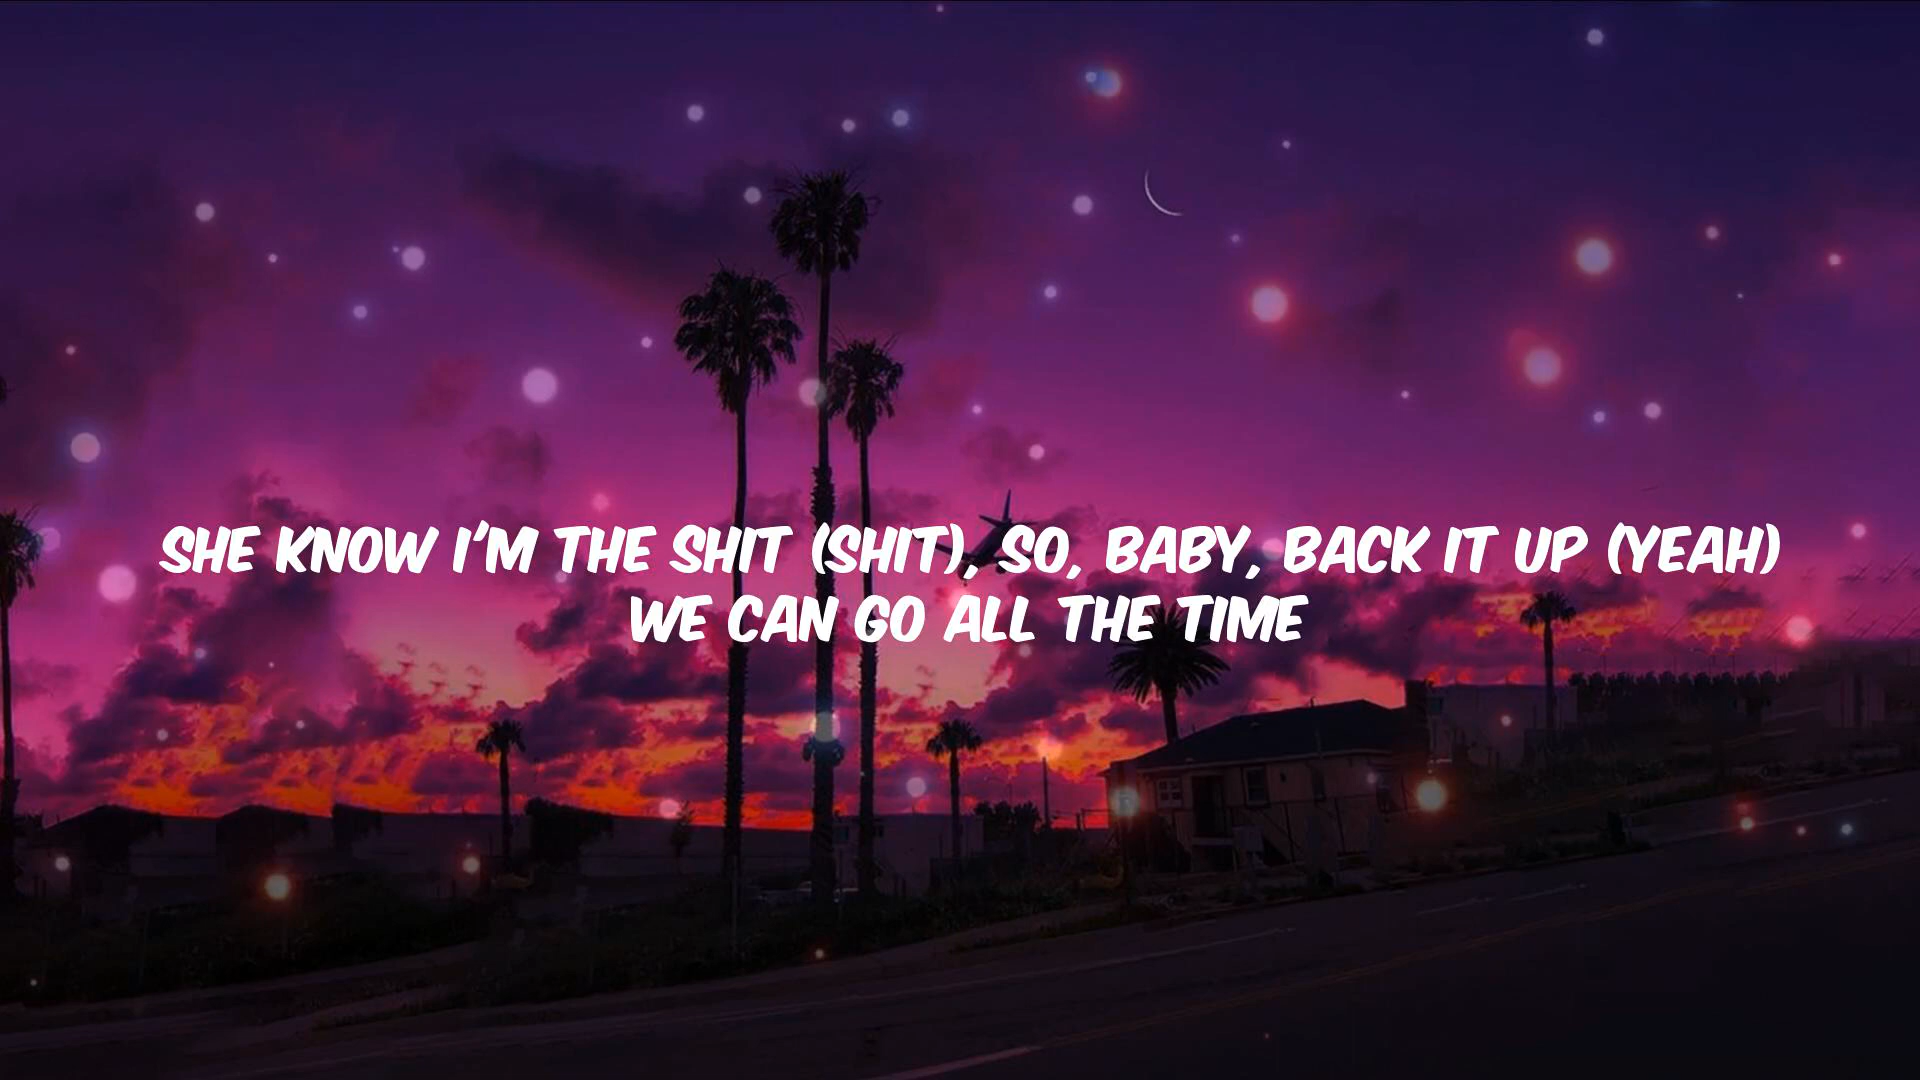 SHE KNOW I'M THE SHIT (SHIT), SO, BABY, BACK IT UP (YEAH)
WE CAN GO ALL THE TIME